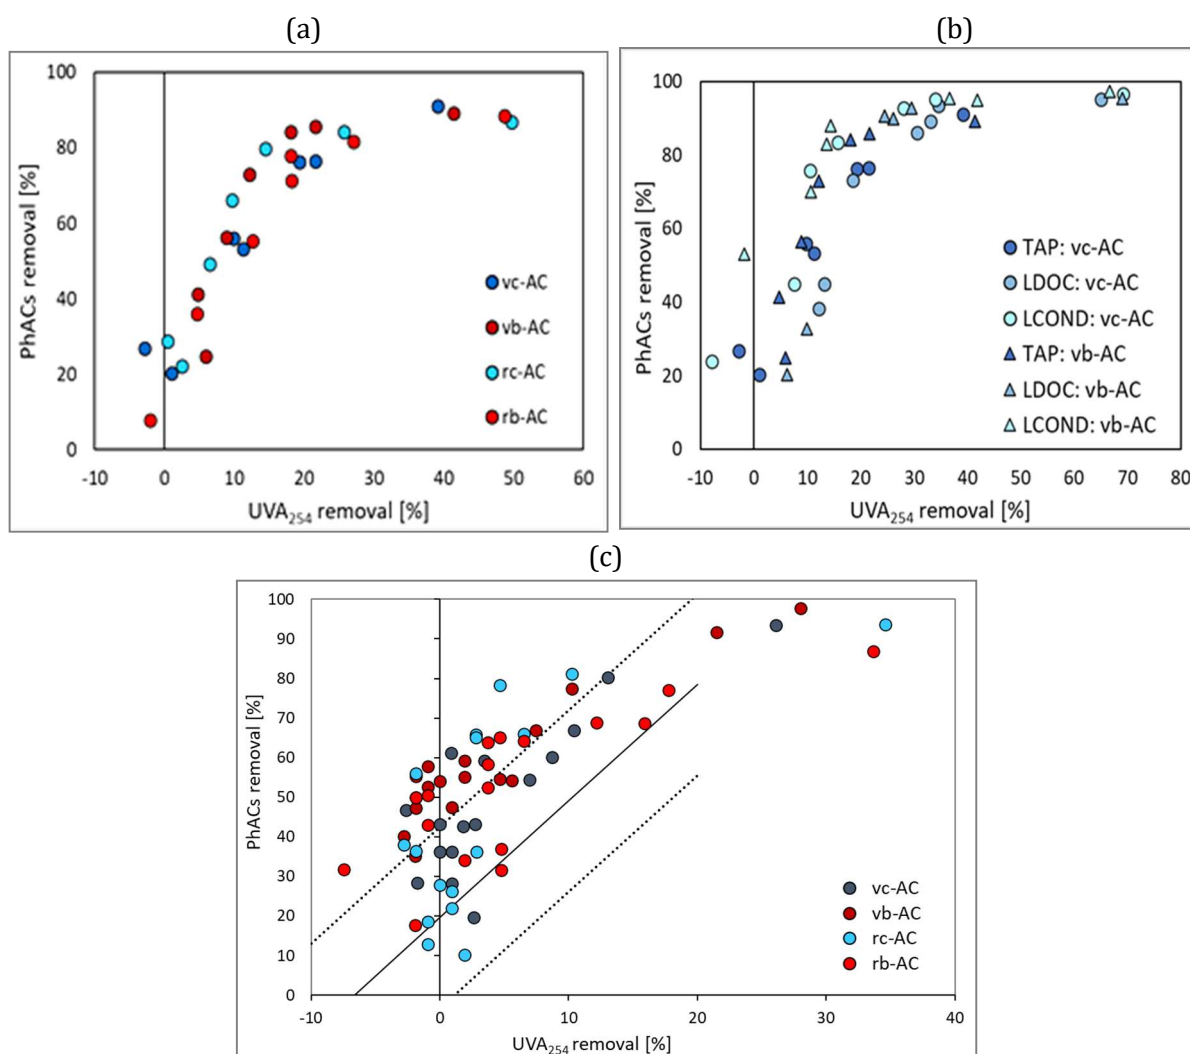 (a)
(b)
100
80
60
40
20
0
PhACs removal [%]
vc-AC
vb-AC
rc-AC
rb-AC
-10 0 10 20 30 40 50 60
UVA254 removal [%]
100
80
60
40
20
0
PhACs removal [%]
TAP: vc-AC
LDOC: vc-AC
LCOND: vc-AC
TAP: vb-AC
LDOC: vb-AC
LCOND: vb-AC
-10 0 10 20 30 40 50 60 70 80
UVA254 removal [%]
(c)
100
90
80
70
60
50
40
30
20
10
0
PhACs removal [%]
vc-AC
vb-AC
rc-AC
rb-AC
-10 0 10 20 30 40
UVA254 removal [%]